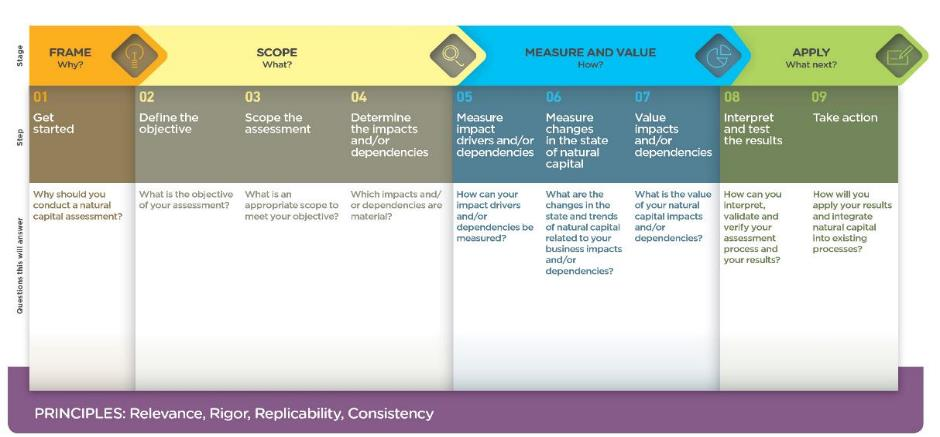 Stage
FRAME
Why?
SCOPE
What?
MEASURE AND VALUE
How?
APPLY
What next?
Step
01
Get
started
02
Define the
objective
03
Scope the
assessment
04
Determine
the impacts
and/or
dependencies
05
Measure
impact
drivers and/or
dependencies
06
Measure
changes
in the state
of natural
capital
07
Value
impacts
and/or
dependencies
08
Interpret
and test
the results
09
Take action
Questions this will answer
Why should you
conduct a natural
capital assessment?
What is the objective
of your assessment?
What is an
appropriate scope to
meet your objective?
Which impacts and/
or dependencies are
material?
How can your
impact drivers
and/or
dependencies be
measured?
What are the
changes in the
state and trends
of natural capital
related to your
business impacts
and/or
dependencies?
What is the value
of your natural
capital impacts
and/or
dependencies?
How can you
interpret,
validate and
verify your
assessment
process and
your results?
How will you
apply your results
and integrate
natural capital
into existing
processes?
PRINCIPLES: Relevance, Rigor, Replicability, Consistency